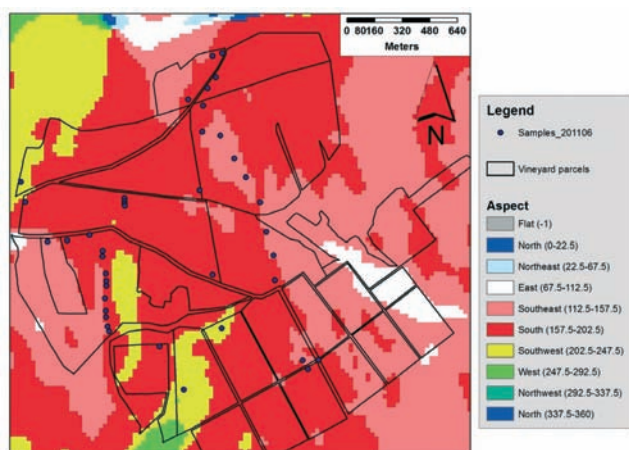 0 80160 320 480 640
Meters
N
Legend
Samples_201106
Vineyard parcels
Aspect
Flat (-1)
North (0-22.5)
Northeast (22.5-67.5)
East (67.5-112.5)
Southeast (112.5-157.5)
South (157.5-202.5)
Southwest (202.5-247.5)
West (247.5-292.5)
Northwest (292.5-337.5)
North (337.5-360)